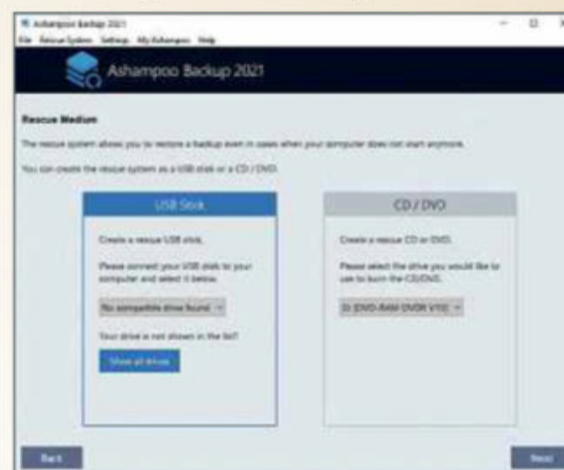 Ashampoo Backup 2021
File Rescue System Settings My Ashampoo Help
Ashampoo Backup 2021
Rescue Medium
The rescue system allows you to restore a backup even in cases when your computer does not start anymore.
You can create the rescue system as a USB stick or a CD / DVD.
USB Stick
Create a rescue USB stick.
Please connect your USB stick to your
computer and select it below.
No compatible drive found
Your drive is not shown in the list?
Show all drives
CD / DVD
Create a rescue CD or DVD.
Please select the drive you would like to
use to burn the CD/DVD.
D: (DVD-RAM
Back
Next